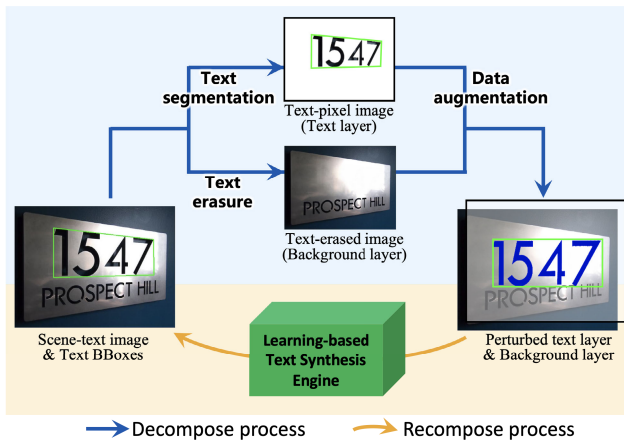 1547
Text
segmentation
Data
augmentation
Text-pixel image
(Text layer)
Text
erasure
PROSPECT HILL
Text-erased image
(Background layer)
1547
PROSPECT HILL
1547
PROSPECT HILL
Scene-text image
& Text BBoxes
Learning-based
Text Synthesis
Engine
Perturbed text layer
& Background layer
Decompose process
Recompose process